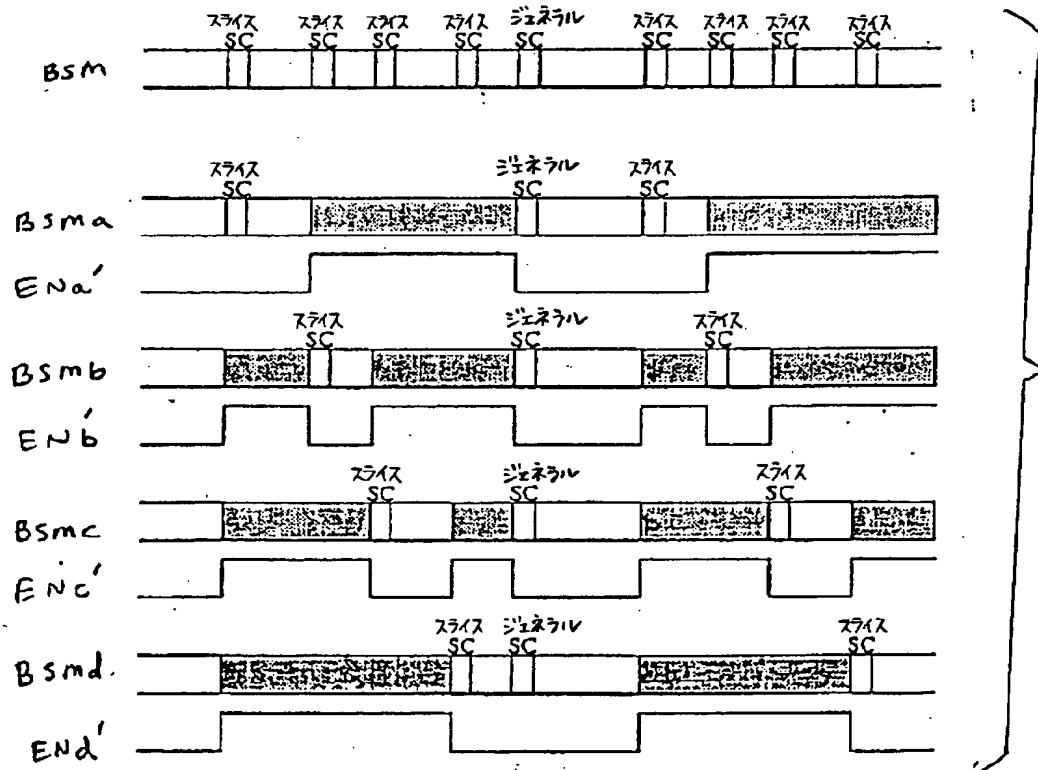 スライス スライス スライス スライス ジェネラル スライス スライス スライス スライス
SC SC SC SC SC SC SC SC SC
BSM
スライス ジェネラル スライス
SC SC SC
BSma
ENa'
スライス ジェネラル スライス
SC SC SC
BSmb
ENb'
スライス ジェネラル スライス
SC SC SC
BSmc
ENc'
スライス ジェネラル スライス
SC SC SC
BSmd.
ENd'